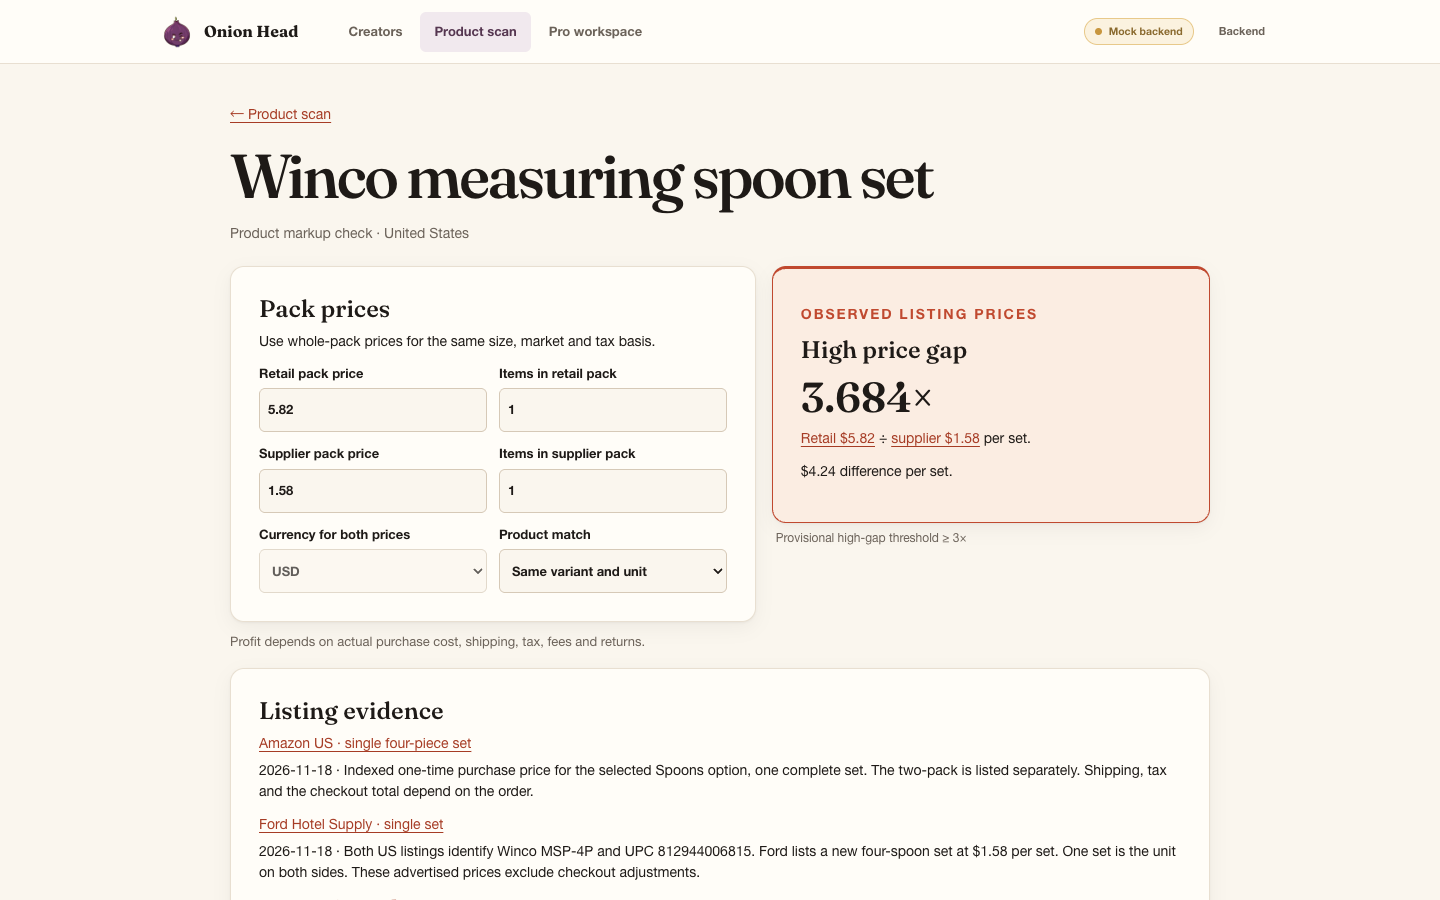 Onion Head
Creators
Product scan
Pro workspace
Mock backend
Backend
← Product scan
Winco measuring spoon set
Product markup check · United States
Pack prices
Use whole-pack prices for the same size, market and tax basis.
Retail pack price
Items in retail pack
5.82
1
Supplier pack price
Items in supplier pack
1.58
1
Currency for both prices
Product match
USD
Same variant and unit
OBSERVED LISTING PRICES
High price gap
3.684×
Retail $5.82 ÷ supplier $1.58 per set.
$4.24 difference per set.
Provisional high-gap threshold ≥ 3×
Profit depends on actual purchase cost, shipping, tax, fees and returns.
Listing evidence
Amazon US · single four-piece set
2026-11-18 · Indexed one-time purchase price for the selected Spoons option, one complete set. The two-pack is listed separately. Shipping, tax
and the checkout total depend on the order.
Ford Hotel Supply · single set
2026-11-18 · Both US listings identify Winco MSP-4P and UPC 812944006815. Ford lists a new four-spoon set at $1.58 per set. One set is the unit
on both sides. These advertised prices exclude checkout adjustments.